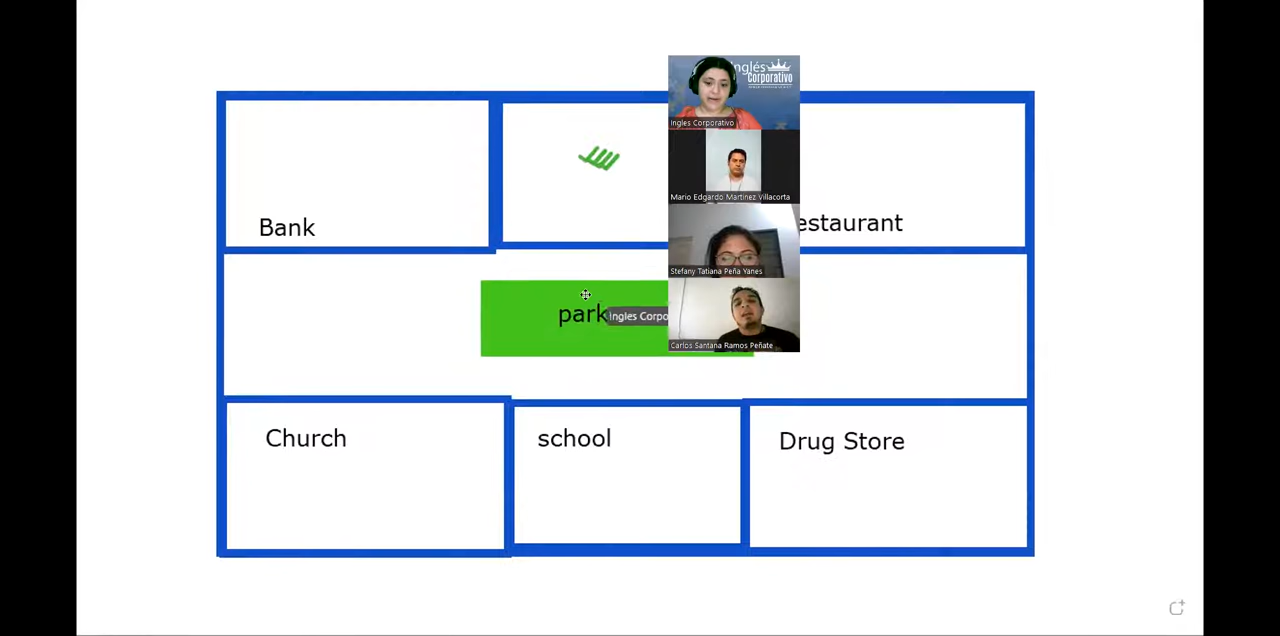 inglés
Corporativo
Ingles Corporativo
Mario Edgardo Martinez Villacorta
estaurant
Bank
Stefany Tatiana Peña Yanes
park
Ingles Corpo
Carlos Santana Ramos Peñate
Church
school
Drug Store